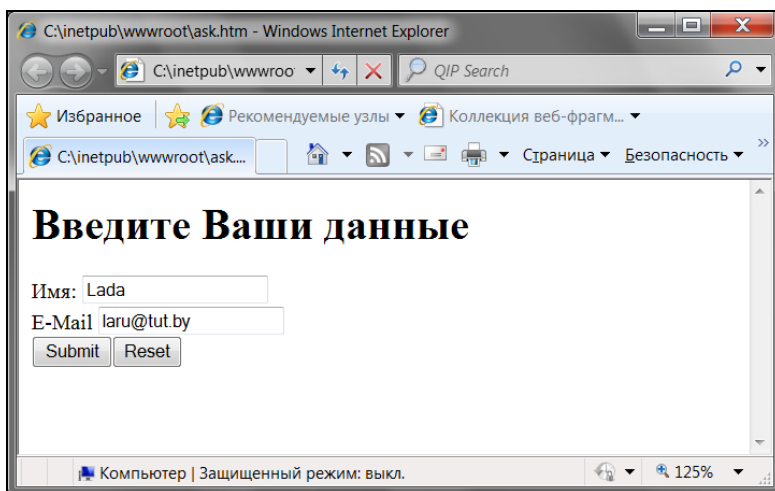 C:\inetpub\wwwroot\ask.htm - Windows Internet Explorer
C:\inetpub\wwwroo QIP Search
Избранное Рекомендуемые узлы Коллекция веб-фрагм...
C:\inetpub\wwwroot\ask.... Страница Безопасность »
Введите Ваши данные
Имя: Lada
E-Mail laru@tut.by
Submit Reset
Компьютер | Защищенный режим: выкл. 125%